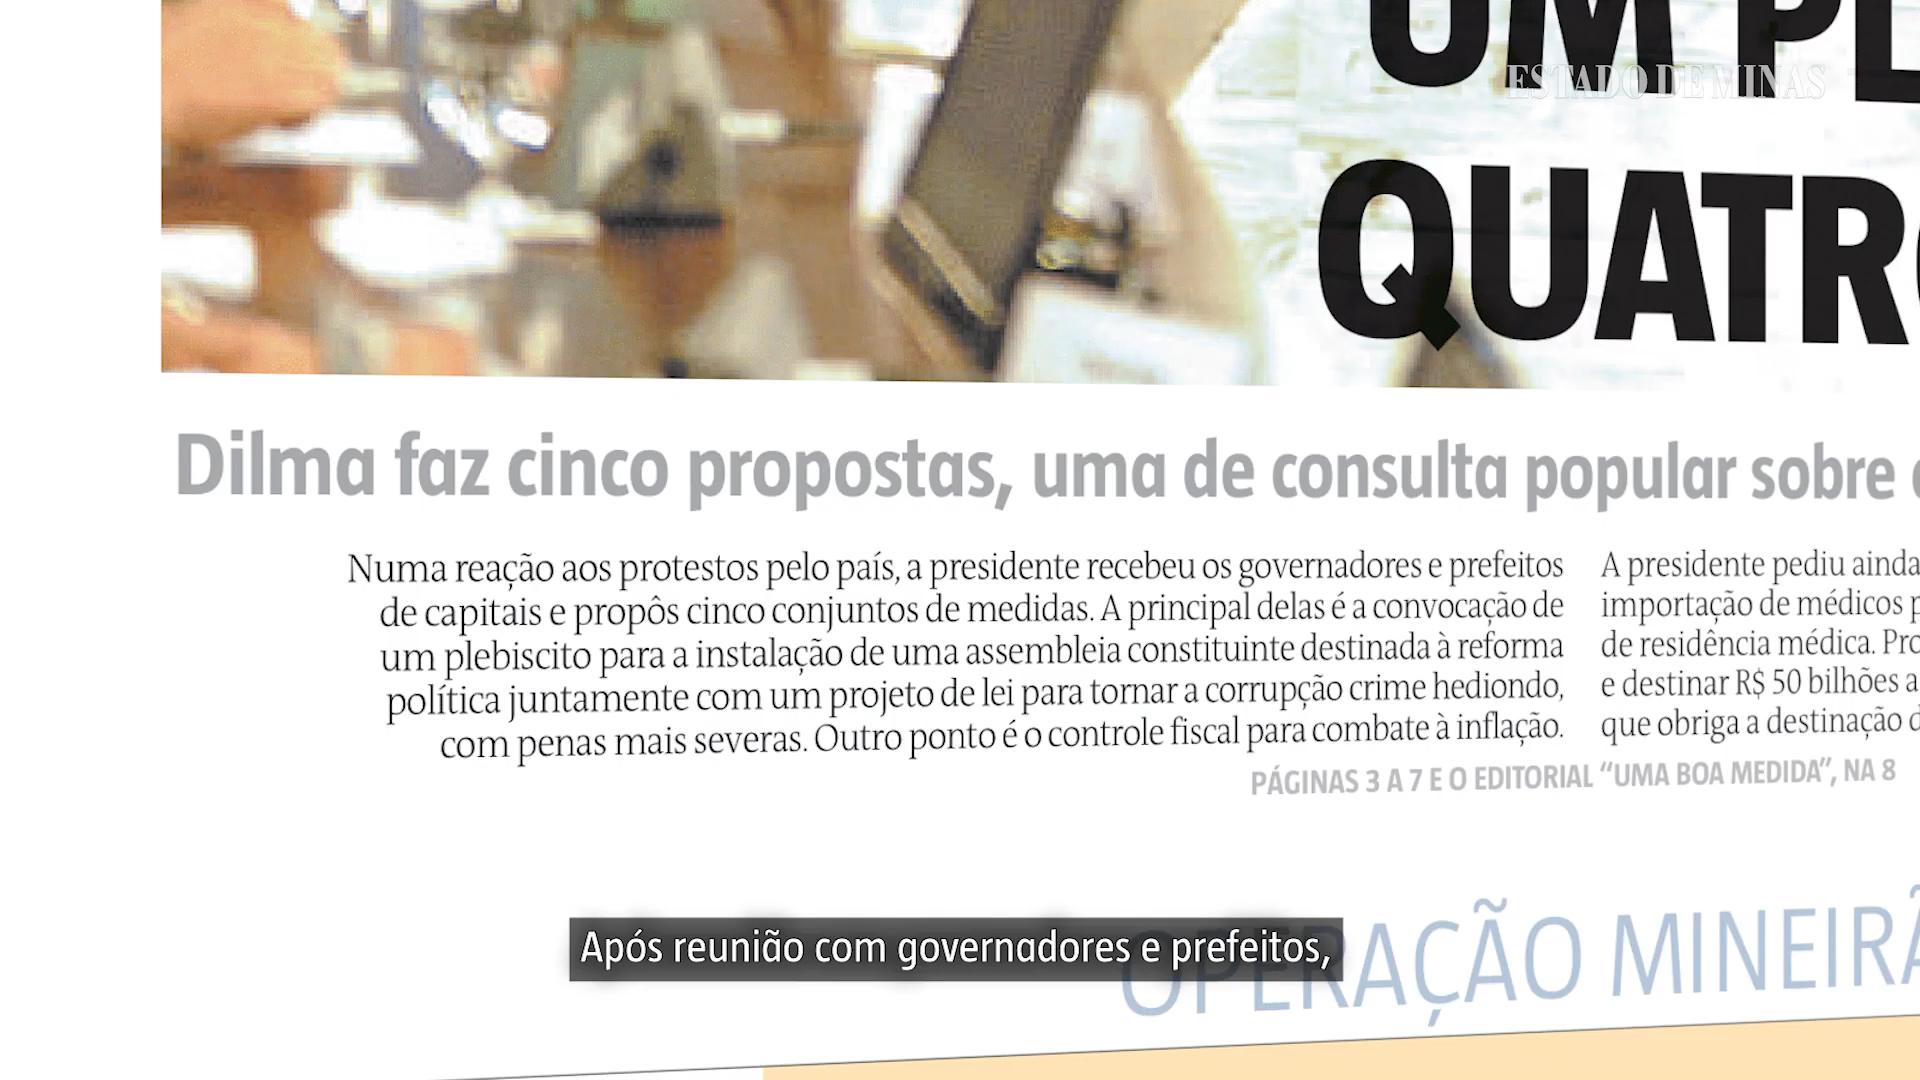 UM PL
ESTADO DE MINAS
QUATRO
Dilma faz cinco propostas, uma de consulta popular sobre
Numa reação aos protestos pelo país, a presidente recebeu os governadores e prefeitos
de capitais e propôs cinco conjuntos de medidas. A principal delas é a convocação de
um plebiscito para a instalação de uma assembleia constituinte destinada à reforma
política juntamente com um projeto de lei para tornar a corrupção crime hediondo,
com penas mais severas. Outro ponto é o controle fiscal para combate à inflação.
A presidente pediu ainda
importação de médicos p
de residência médica. Pro
e destinar R$ 50 bilhões a
que obriga a destinação d
PÁGINAS 3 A 7 E O EDITORIAL “UMA BOA MEDIDA”, NA 8
Após reunião com governadores e prefeitos,
OPERAÇÃO MINEIRÃ